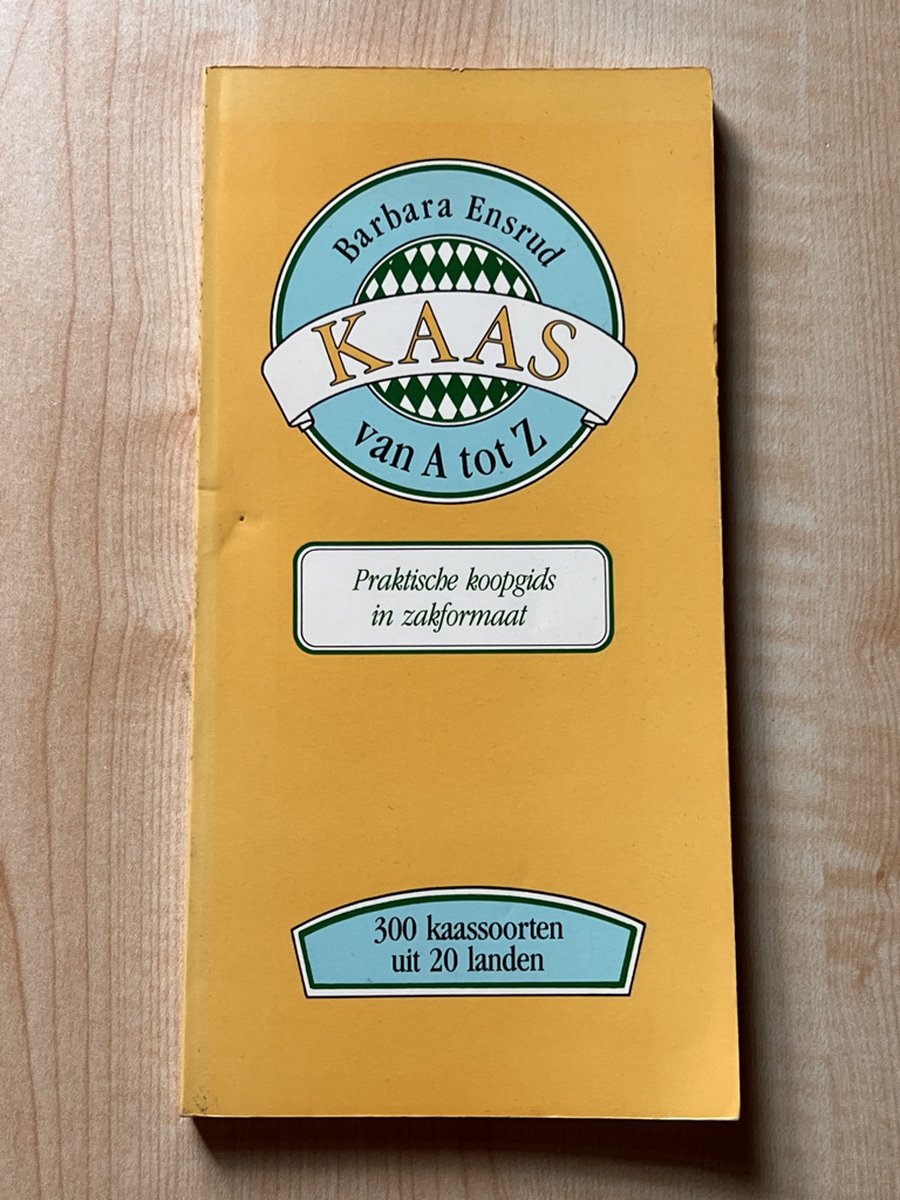 Barbara Ensrud
KAAS
van A tot Z
Praktische koopgids
in zakformaat
300 kaassoorten
uit 20 landen